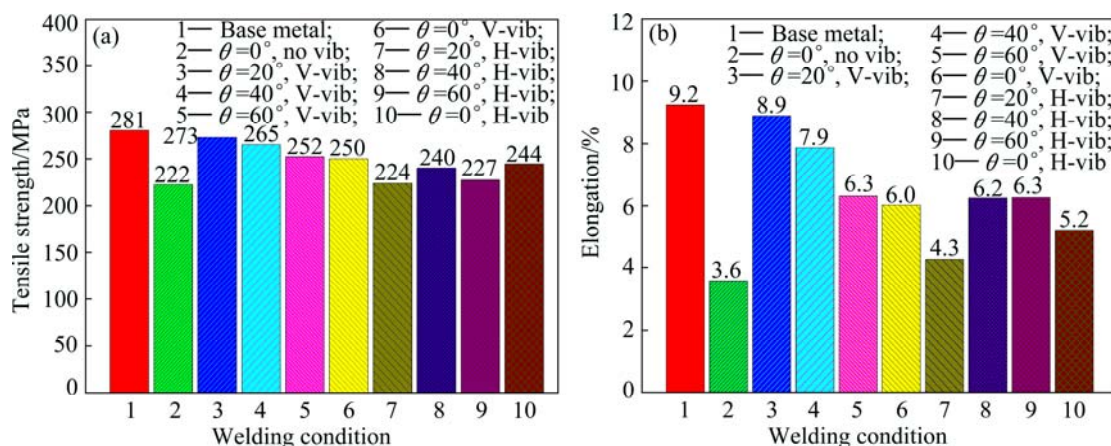 (a)
1— Base metal;
2— θ=0°, no vib;
3— θ=20°, V-vib;
4— θ=40°, V-vib;
5— θ=60°, V-vib;
6— θ=0°, V-vib;
7— θ=20°, H-vib;
8— θ=40°, H-vib;
9— θ=60°, H-vib;
10— θ=0°, H-vib
Tensile strength/MPa
400
350
300
250
200
150
100
50
0
281
222
273
265
252
250
224
240
227
244
1 2 3 4 5 6 7 8 9 10
Welding condition
(b)
1— Base metal;
2— θ=0°, no vib;
3— θ=20°, V-vib;
4— θ=40°, V-vib;
5— θ=60°, V-vib;
6— θ=0°, V-vib;
7— θ=20°, H-vib;
8— θ=40°, H-vib;
9— θ=60°, H-vib;
10— θ=0°, H-vib
Elongation/%
12
10
8
6
4
2
0
9.2
3.6
8.9
7.9
6.3
6.0
4.3
6.2
6.3
5.2
1 2 3 4 5 6 7 8 9 10
Welding condition